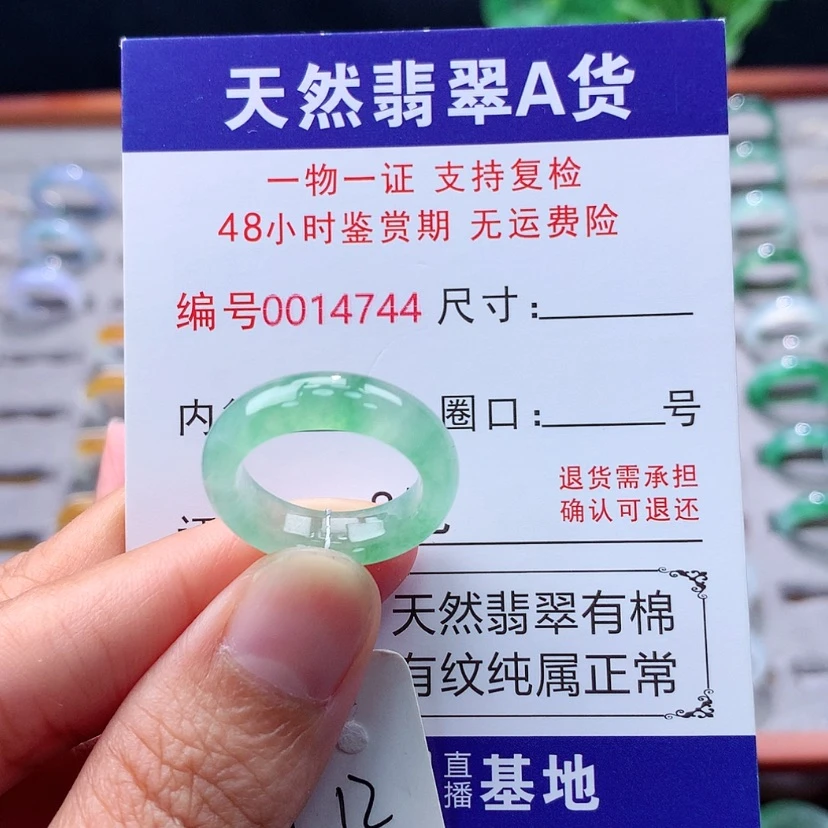 天然翡翠A货
一物一证 支持复检
48小时鉴赏期 无运费险
编号0014744 尺寸:
内 圈口: 号
退货需承担
确认可退还
天然翡翠有棉
有纹纯属正常
直播 基地
12